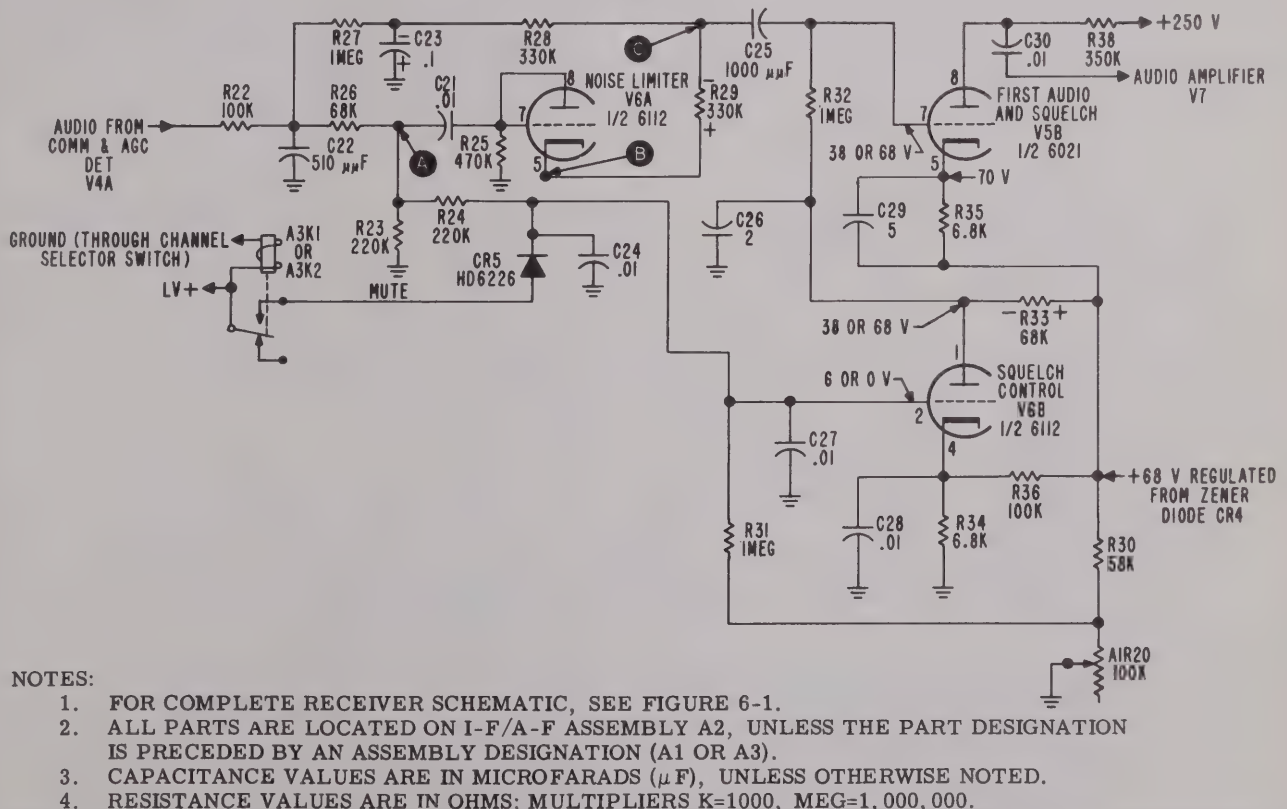 R27
1MEG
C23
.1
R28
330K
C
C25
1000 μμF
C30
.01
R38
350K
+250 V
AUDIO AMPLIFIER
V7
R22
100K
R26
68K
C21
.01
8
NOISE LIMITER
V6A
1/2 6112
7
5
R29
330K
R32
1MEG
8
FIRST AUDIO
AND SQUELCH
V5B
1/2 6021
7
5
AUDIO FROM
COMM & AGC
DET
V4A
C22
510 μμF
A
R25
470K
B
38 OR 68 V
70 V
R23
220K
R24
220K
C26
2
C29
5
R35
6.8K
GROUND (THROUGH CHANNEL
SELECTOR SWITCH)
A3K1
OR
A3K2
CR5
HD6226
C24
.01
LV+
MUTE
38 OR 68 V
R33
68K
1
6 OR 0 V
2
SQUELCH
CONTROL
V6B
1/2 6112
4
C27
.01
R36
100K
+68 V REGULATED
FROM ZENER
DIODE CR4
R31
1MEG
C28
.01
R34
6.8K
R30
58K
A1R20
100K
NOTES:
1. FOR COMPLETE RECEIVER SCHEMATIC, SEE FIGURE 6-1.
2. ALL PARTS ARE LOCATED ON I-F/A-F ASSEMBLY A2, UNLESS THE PART DESIGNATION
IS PRECEDED BY AN ASSEMBLY DESIGNATION (A1 OR A3).
3. CAPACITANCE VALUES ARE IN MICROFARADS (μF), UNLESS OTHERWISE NOTED.
4. RESISTANCE VALUES ARE IN OHMS; MULTIPLIERS K=1000, MEG=1,000,000.